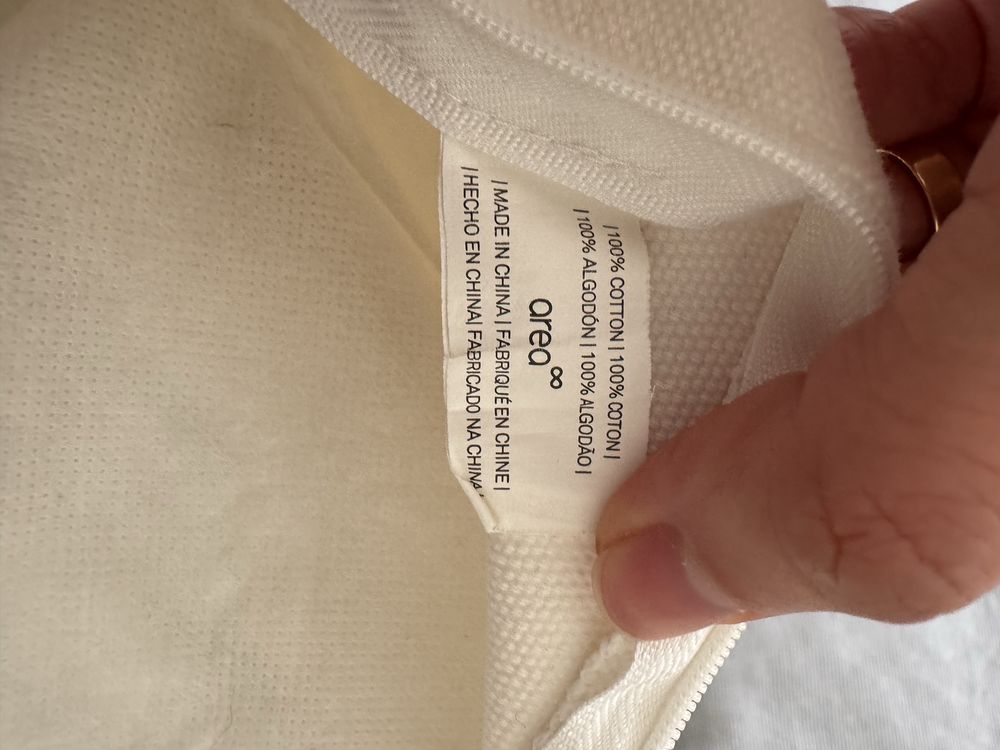 | 100% COTTON | 100% COTON |
| 100% ALGODÓN | 100% ALGODÃO |
area∞
| MADE IN CHINA | FABRIQUÉ EN CHINE |
| HECHO EN CHINA| FABRICADO NA CHINA